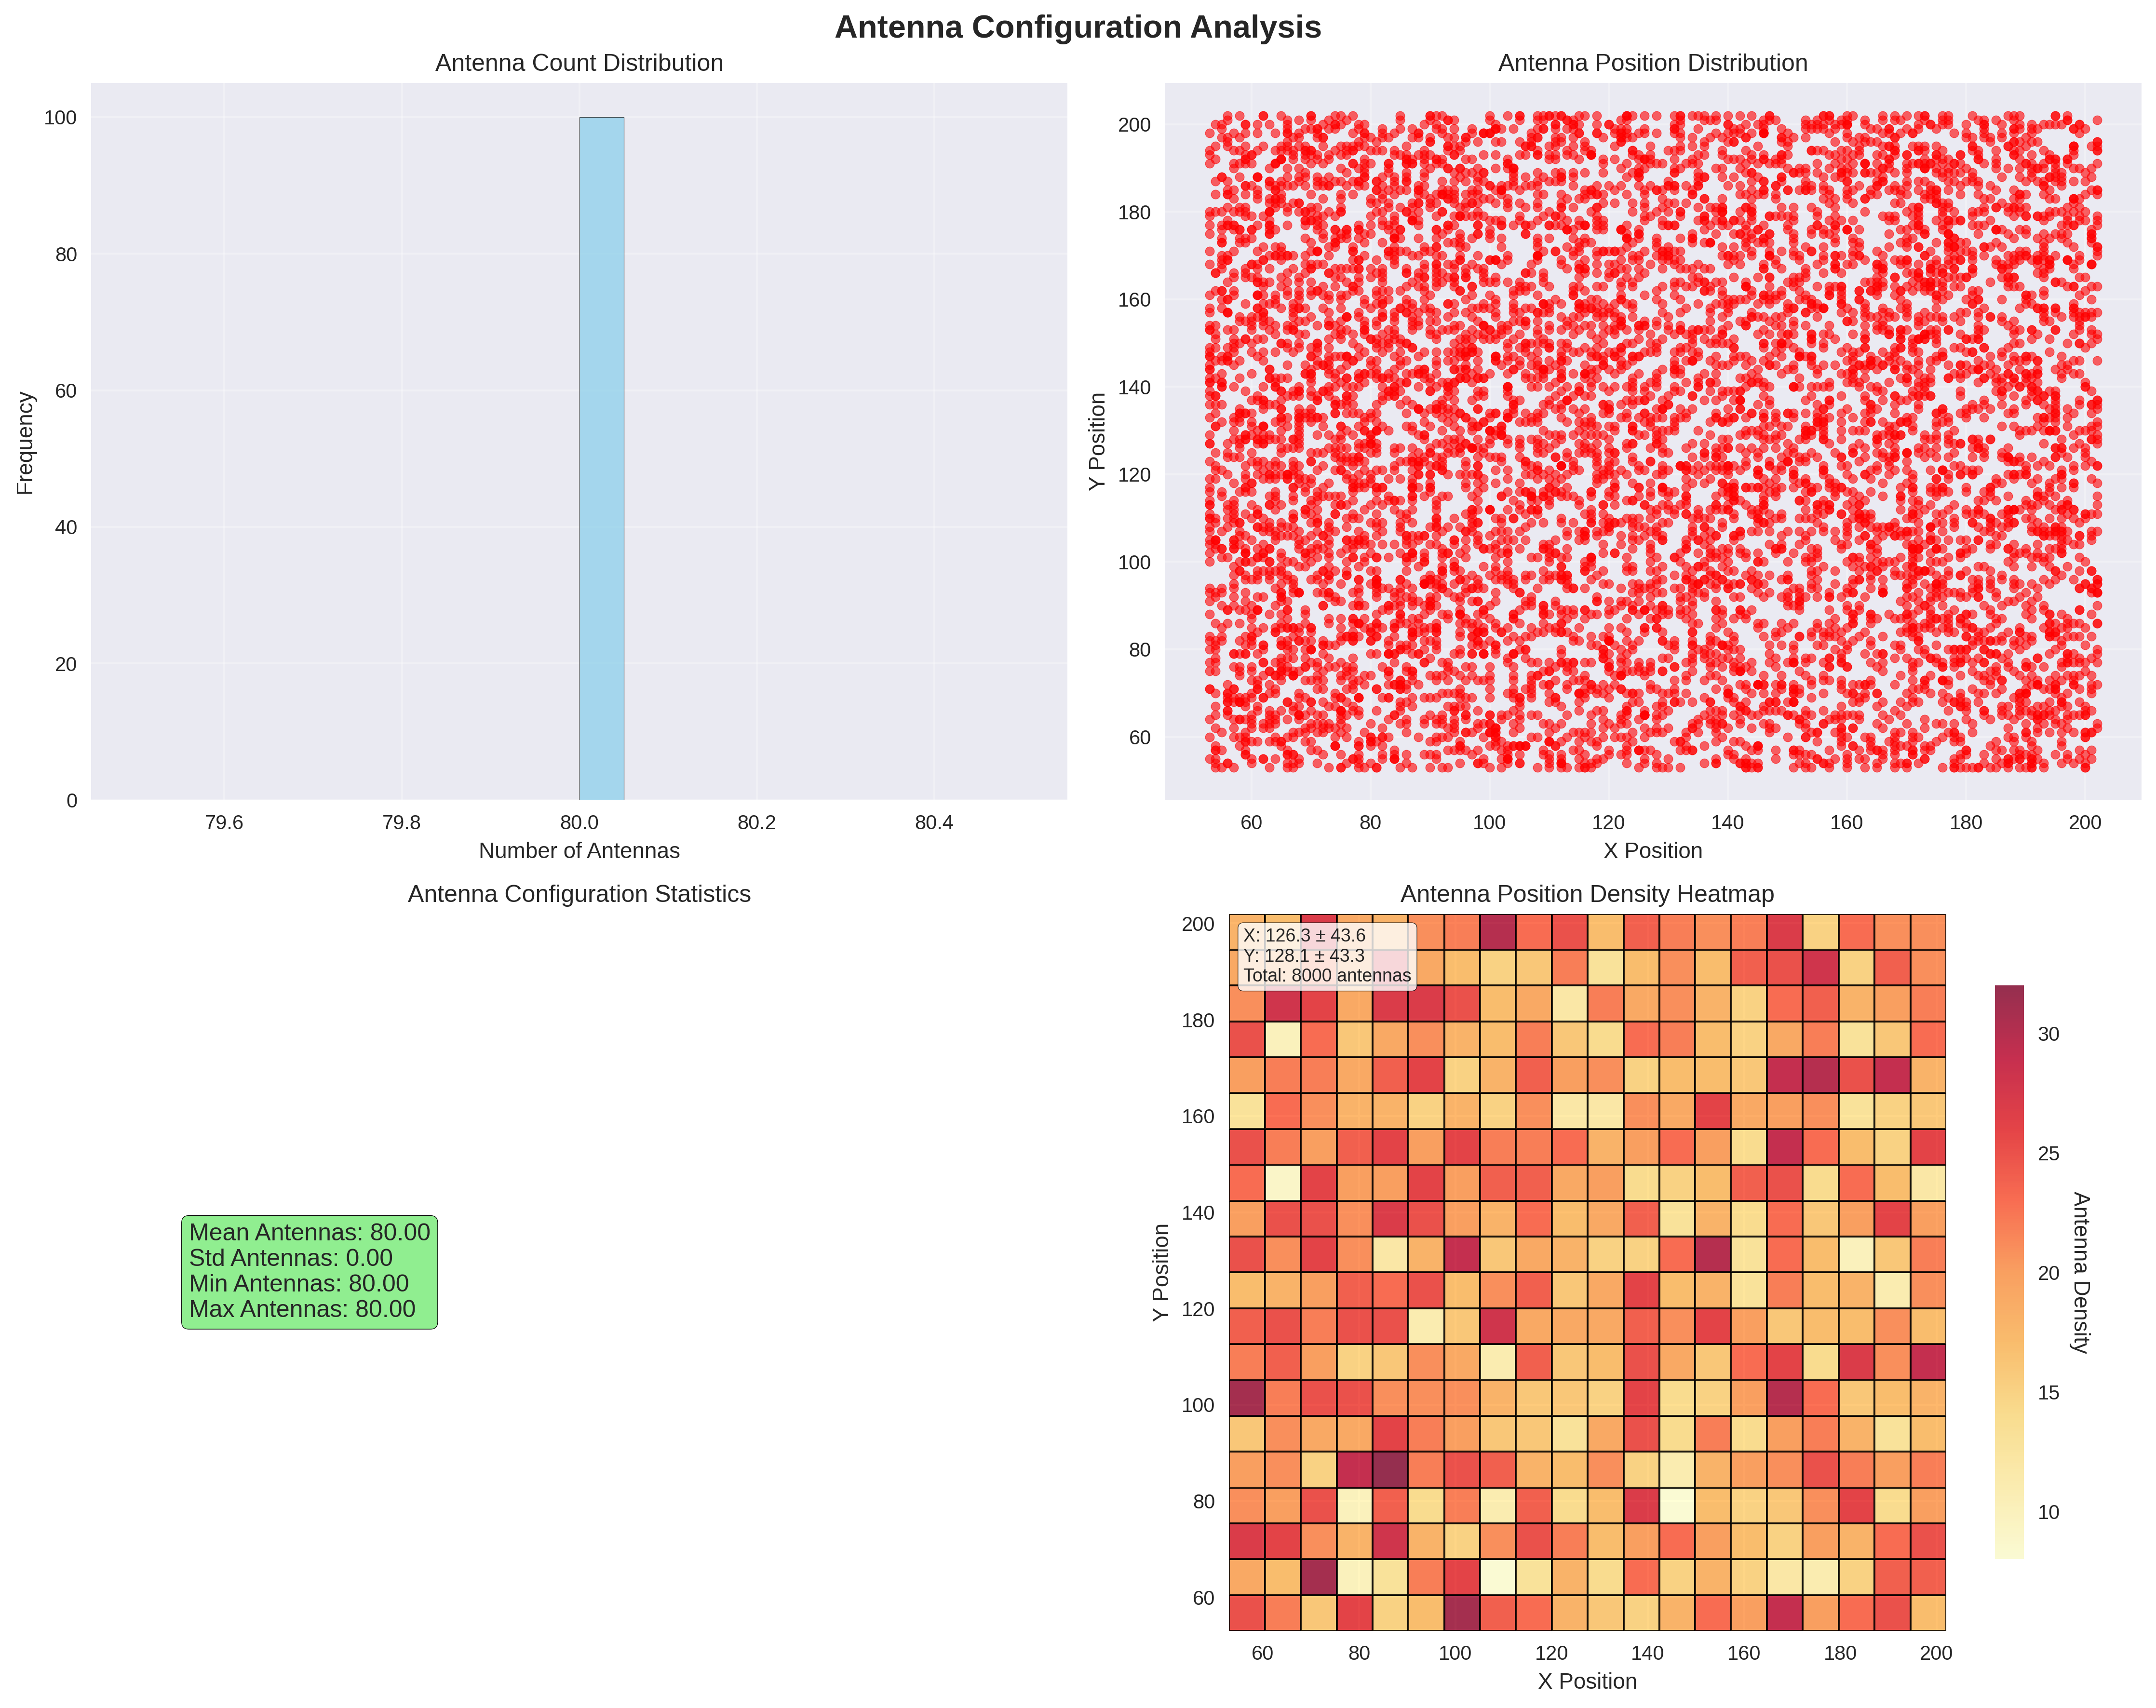 Antenna Configuration Analysis
Antenna Count Distribution
100
80
60
40
20
0
Frequency
79.6 79.8 80.0 80.2 80.4
Number of Antennas
Antenna Position Distribution
200
180
160
140
120
100
80
60
Y Position
60 80 100 120 140 160 180 200
X Position
Antenna Configuration Statistics
Mean Antennas: 80.00
Std Antennas: 0.00
Min Antennas: 80.00
Max Antennas: 80.00
Antenna Position Density Heatmap
X: 126.3 ± 43.6
Y: 128.1 ± 43.3
Total: 8000 antennas
200
180
160
140
120
100
80
60
Y Position
60 80 100 120 140 160 180 200
X Position
30
25
20
15
10
Antenna Density